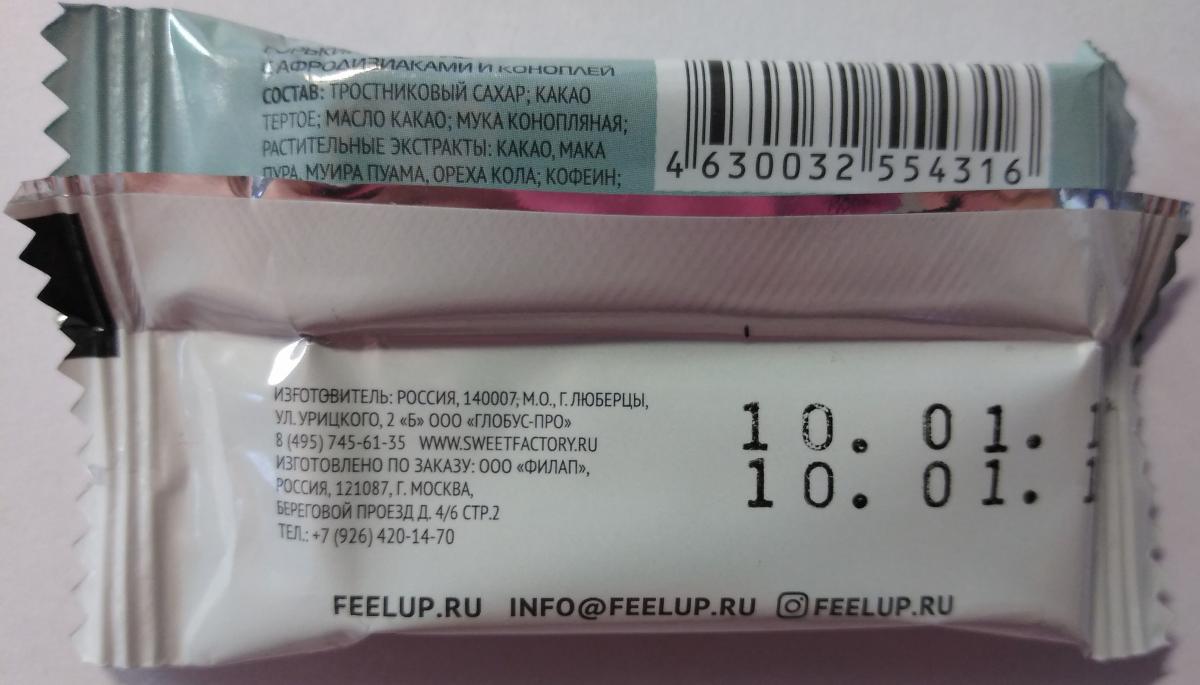 ГОРЬКИЙ
С АФРОДИЗИАКАМИ И КОНОПЛЕЙ
СОСТАВ: ТРОСТНИКОВЫЙ САХАР; КАКАО
ТЕРТОЕ; МАСЛО КАКАО; МУКА КОНОПЛЯНАЯ;
РАСТИТЕЛЬНЫЕ ЭКСТРАКТЫ: КАКАО, МАКА
ПУРА, МУИРА ПУАМА, ОРЕХА КОЛА; КОФЕИН;
4 630032 554316
ИЗГОТОВИТЕЛЬ: РОССИЯ, 140007, М.О., Г. ЛЮБЕРЦЫ,
УЛ. УРИЦКОГО, 2 «Б» ООО «ГЛОБУС-ПРО»
8 (495) 745-61-35 WWW.SWEETFACTORY.RU
ИЗГОТОВЛЕНО ПО ЗАКАЗУ: ООО «ФИЛАП»,
РОССИЯ, 121087, Г. МОСКВА,
БЕРЕГОВОЙ ПРОЕЗД Д. 4/6 СТР.2
ТЕЛ.: +7 (926) 420-14-70
10. 01. 1
10. 01. 1
FEELUP.RU INFO@FEELUP.RU FEELUP.RU